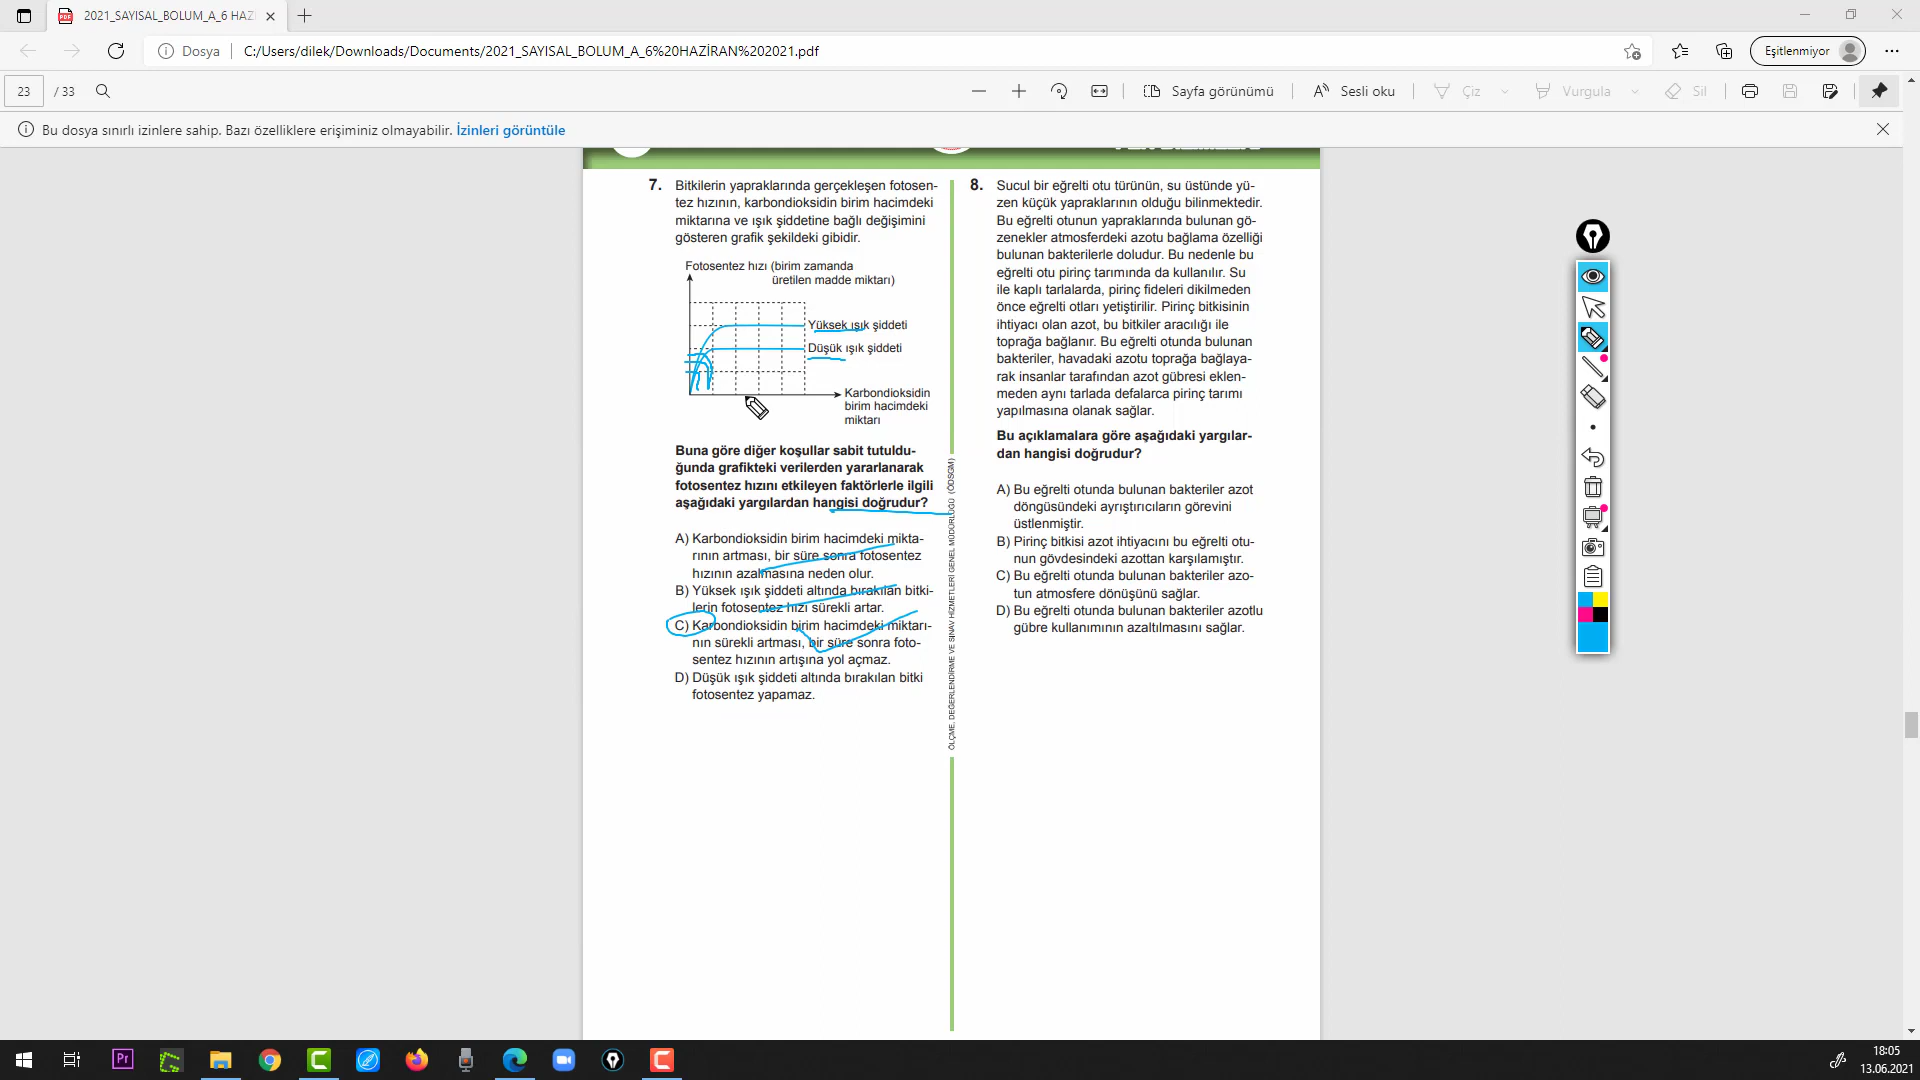 2021_SAYISAL_BOLUM_A_6 HAZI
Dosya
C:/Users/dilek/Downloads/Documents/2021_SAYISAL_BOLUM_A_6%20HAZİRAN%202021.pdf
Eşitlenmiyor
23
/ 33
Sayfa görünümü
Sesli oku
Çiz
Vurgula
Sil
Bu dosya sınırlı izinlere sahip. Bazı özelliklere erişiminiz olmayabilir. İzinleri görüntüle
7. Bitkilerin yapraklarında gerçekleşen fotosen-
tez hızının, karbondioksidin birim hacimdeki
miktarına ve ışık şiddetine bağlı değişimini
gösteren grafik şekildeki gibidir.
Fotosentez hızı (birim zamanda
üretilen madde miktarı)
Yüksek ışık şiddeti
Düşük ışık şiddeti
Karbondioksidin
birim hacimdeki
miktarı
Buna göre diğer koşullar sabit tutuldu-
ğunda grafikteki verilerden yararlanarak
fotosentez hızını etkileyen faktörlerle ilgili
aşağıdaki yargılardan hangisi doğrudur?
A) Karbondioksidin birim hacimdeki mikta-
rının artması, bir süre sonra fotosentez
hızının azalmasına neden olur.
B) Yüksek ışık şiddeti altında bırakılan bitki-
lerin fotosentez hızı sürekli artar.
C) Karbondioksidin birim hacimdeki miktarı-
nın sürekli artması, bir süre sonra foto-
sentez hızının artışına yol açmaz.
D) Düşük ışık şiddeti altında bırakılan bitki
fotosentez yapamaz.
ÖLÇME, DEĞERLENDİRME VE SINAV HİZMETLERİ GENEL MÜDÜRLÜĞÜ (ÖDSGM)
8. Sucul bir eğrelti otu türünün, su üstünde yü-
zen küçük yapraklarının olduğu bilinmektedir.
Bu eğrelti otunun yapraklarında bulunan gö-
zenekler atmosferdeki azotu bağlama özelliği
bulunan bakterilerle doludur. Bu nedenle bu
eğrelti otu pirinç tarımında da kullanılır. Su
ile kaplı tarlalarda, pirinç fideleri dikilmeden
önce eğrelti otları yetiştirilir. Pirinç bitkisinin
ihtiyacı olan azot, bu bitkiler aracılığı ile
toprağa bağlanır. Bu eğrelti otunda bulunan
bakteriler, havadaki azotu toprağa bağlaya-
rak insanlar tarafından azot gübresi eklen-
meden aynı tarlada defalarca pirinç tarımı
yapılmasına olanak sağlar.
Bu açıklamalara göre aşağıdaki yargılar-
dan hangisi doğrudur?
A) Bu eğrelti otunda bulunan bakteriler azot
döngüsündeki ayrıştırıcıların görevini
üstlenmiştir.
B) Pirinç bitkisi azot ihtiyacını bu eğrelti otu-
nun gövdesindeki azottan karşılamıştır.
C) Bu eğrelti otunda bulunan bakteriler azo-
tun atmosfere dönüşünü sağlar.
D) Bu eğrelti otunda bulunan bakteriler azotlu
gübre kullanımının azaltılmasını sağlar.
18:05
13.06.2021